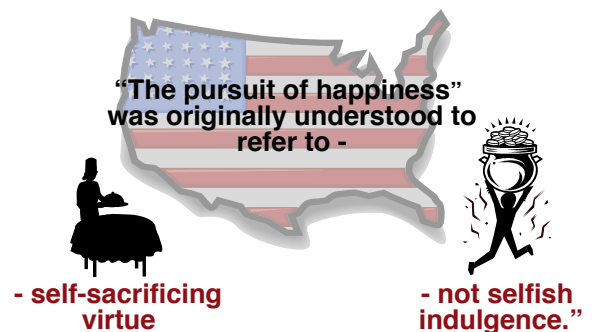 “The pursuit of happiness”
was originally understood to
refer to -
- self-sacrificing
virtue
- not selfish
indulgence.”